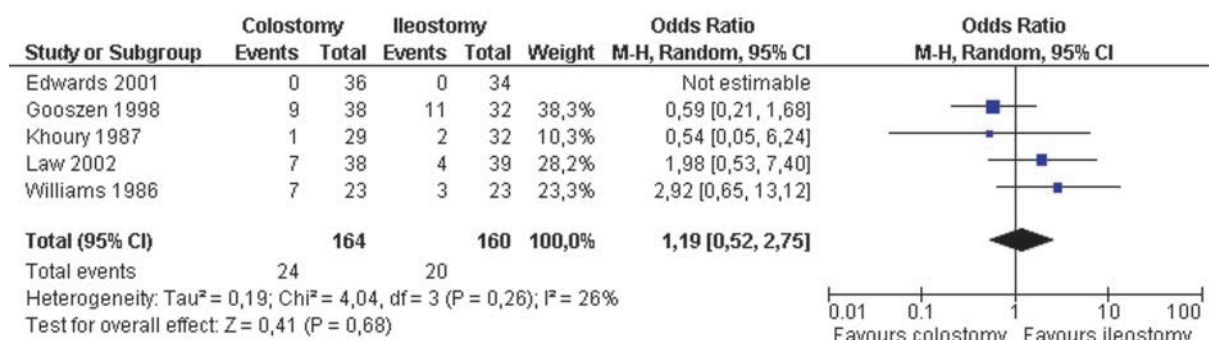 Colostomy Ileostomy Odds Ratio Odds Ratio
Study or Subgroup Events Total Events Total Weight M-H, Random, 95% CI M-H, Random, 95% CI
Edwards 2001 0 36 0 34 Not estimable
Gooszen 1998 9 38 11 32 38,3% 0,59 [0,21, 1,68]
Khoury 1987 1 29 2 32 10,3% 0,54 [0,05, 6,24]
Law 2002 7 38 4 39 28,2% 1,98 [0,53, 7,40]
Williams 1986 7 23 3 23 23,3% 2,92 [0,65, 13,12]
Total (95% CI) 164 160 100,0% 1,19 [0,52, 2,75]
Total events 24 20
Heterogeneity: Tau² = 0,19; Chi² = 4,04, df = 3 (P = 0,26); I² = 26%
Test for overall effect: Z = 0,41 (P = 0,68)
0.01 0.1 1 10 100
Favours colostomy Favours ileostomy